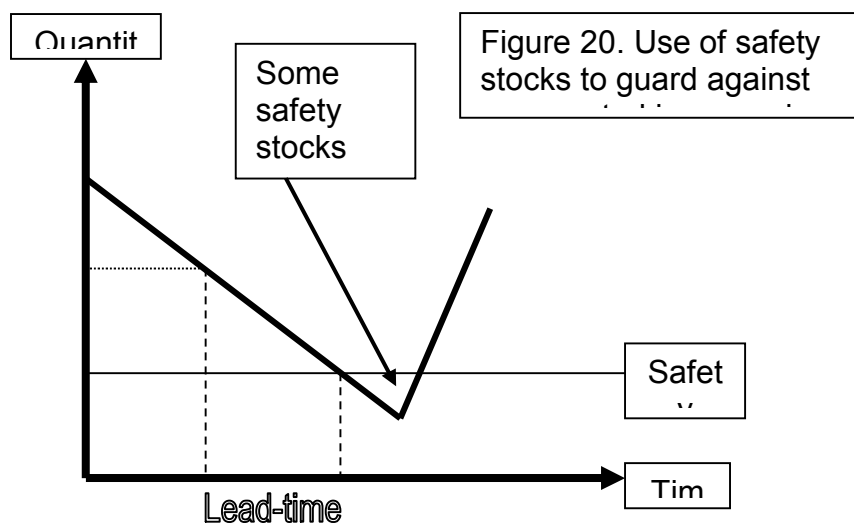 Quantit
Figure 20. Use of safety
stocks to guard against
Some
safety
stocks
Safet
y
Tim
Lead-time